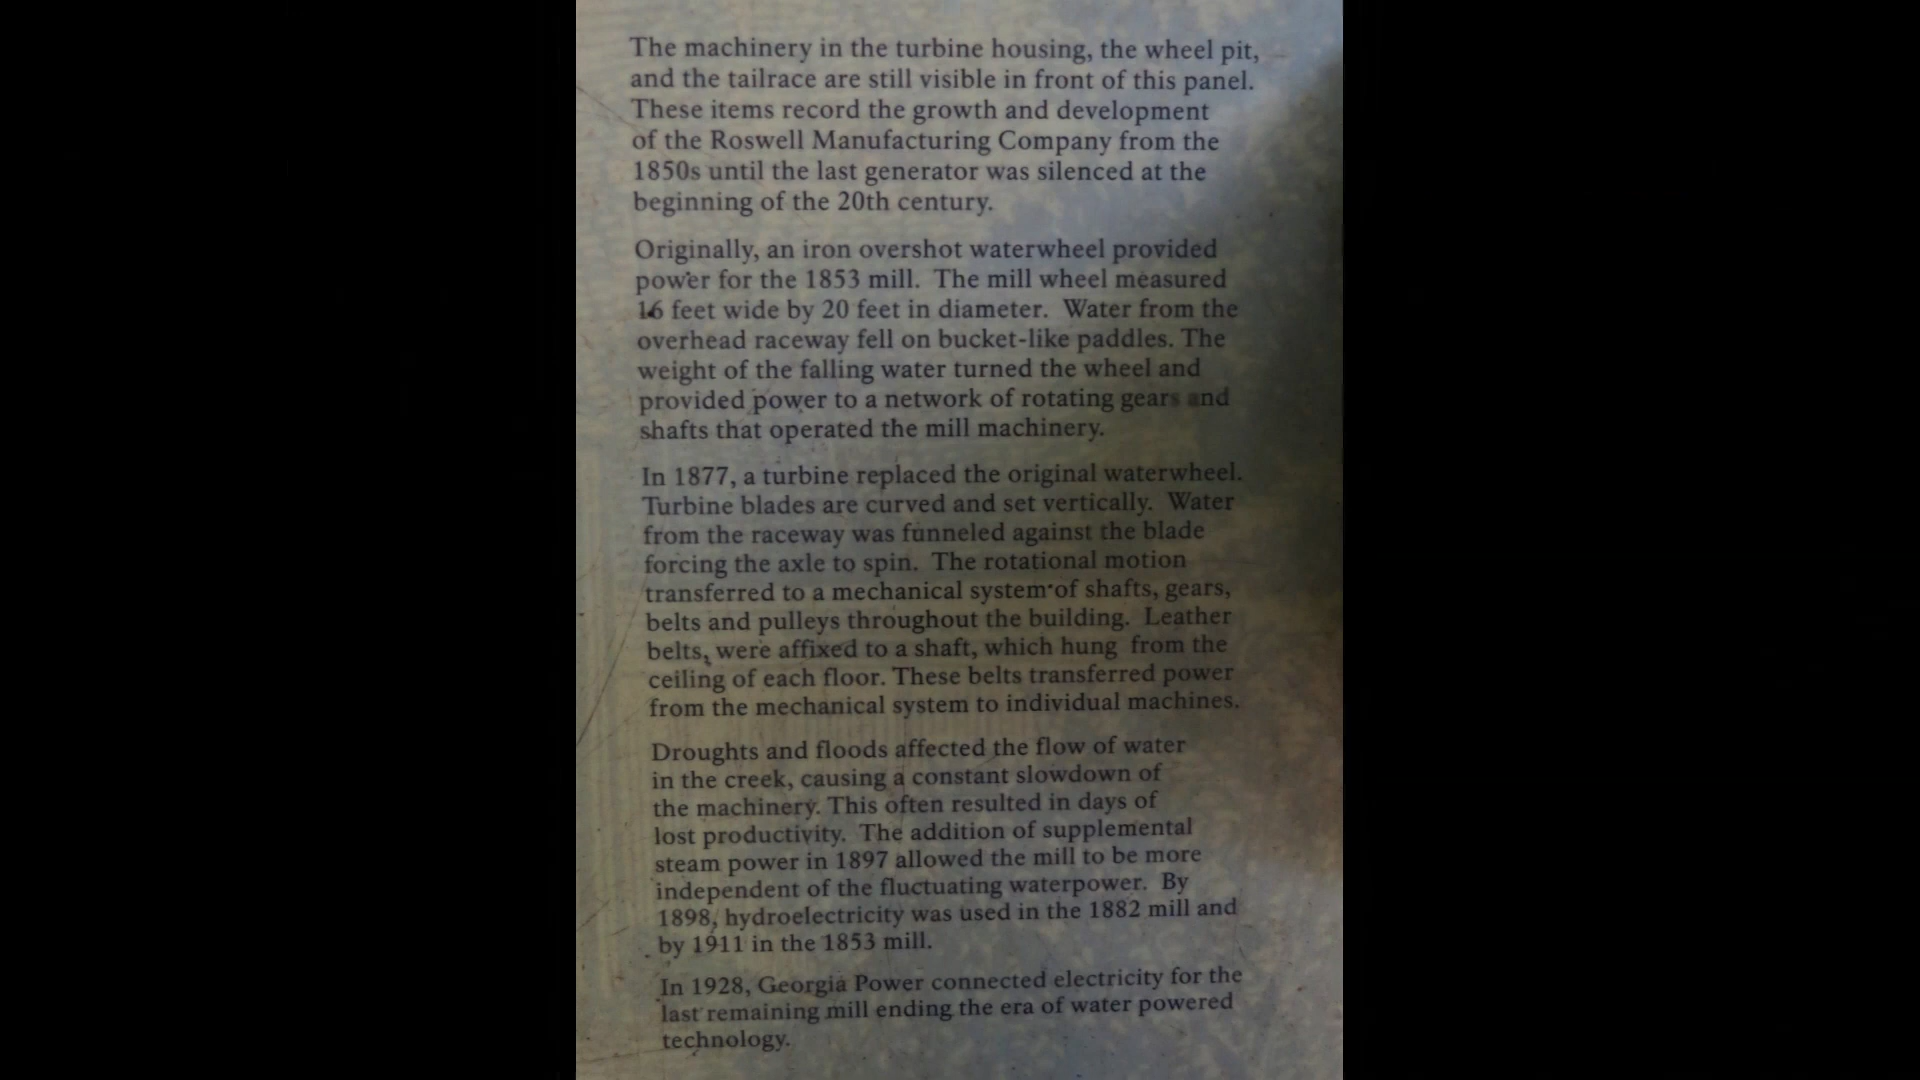 The machinery in the turbine housing, the wheel pit,
and the tailrace are still visible in front of this panel.
These items record the growth and development
of the Roswell Manufacturing Company from the
1850s until the last generator was silenced at the
beginning of the 20th century.
Originally, an iron overshot waterwheel provided
power for the 1853 mill. The mill wheel measured
16 feet wide by 20 feet in diameter. Water from the
overhead raceway fell on bucket-like paddles. The
weight of the falling water turned the wheel and
provided power to a network of rotating gears and
shafts that operated the mill machinery.
In 1877, a turbine replaced the original waterwheel.
Turbine blades are curved and set vertically. Water
from the raceway was funneled against the blade
forcing the axle to spin. The rotational motion
transferred to a mechanical system of shafts, gears,
belts and pulleys throughout the building. Leather
belts, were affixed to a shaft, which hung from the
ceiling of each floor. These belts transferred power
from the mechanical system to individual machines.
Droughts and floods affected the flow of water
in the creek, causing a constant slowdown of
the machinery. This often resulted in days of
lost productivity. The addition of supplemental
steam power in 1897 allowed the mill to be more
independent of the fluctuating waterpower. By
1898, hydroelectricity was used in the 1882 mill and
by 1911 in the 1853 mill.
In 1928, Georgia Power connected electricity for the
last remaining mill ending the era of water powered
technology.